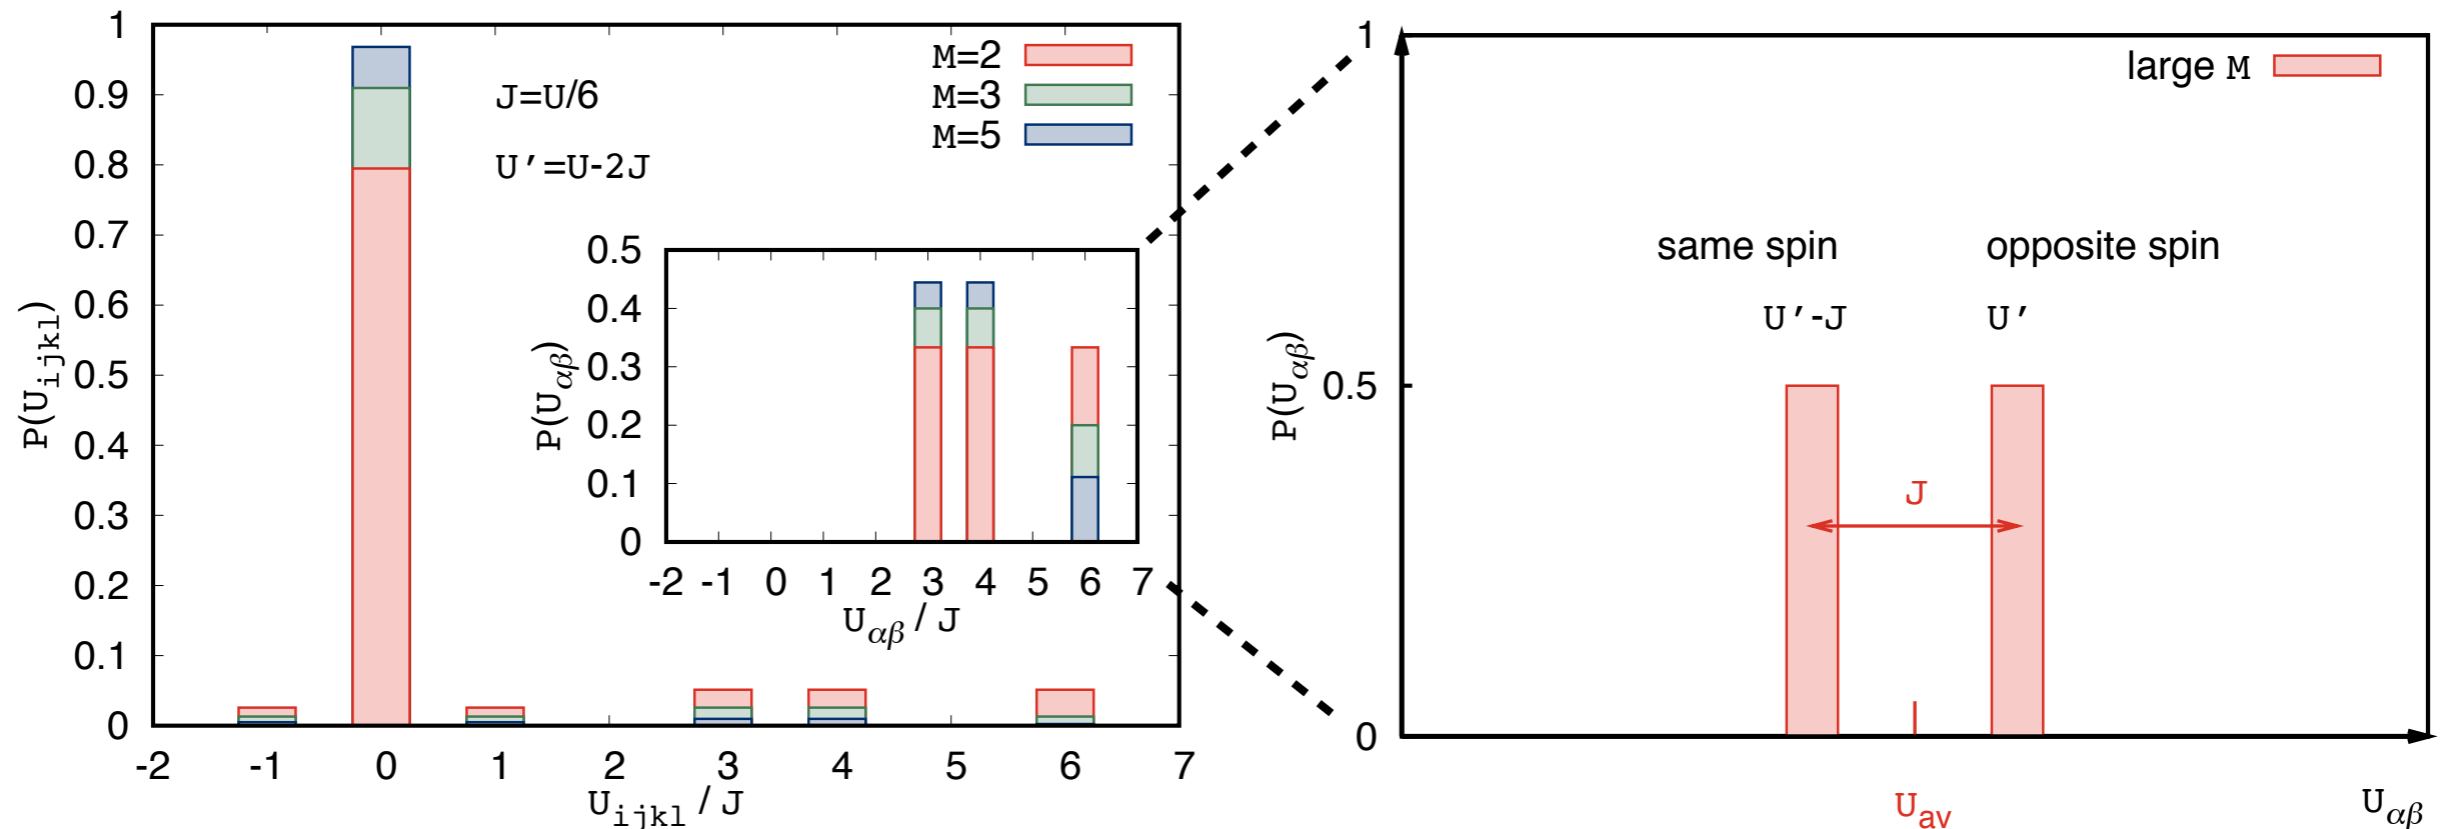 1
0.9
0.8
0.7
0.6
0.5
0.4
0.3
0.2
0.1
0
P(Uijkl)
J=U/6
U'=U-2J
M=2
M=3
M=5
0.5
0.4
0.3
0.2
0.1
0
P(Uαβ)
-2 -1 0 1 2 3 4 5 6 7
Uαβ / J
-2 -1 0 1 2 3 4 5 6 7
Uijkl / J
1
0.5
0
P(Uαβ)
large M
same spin opposite spin
U'-J U'
J
Uav
Uαβ